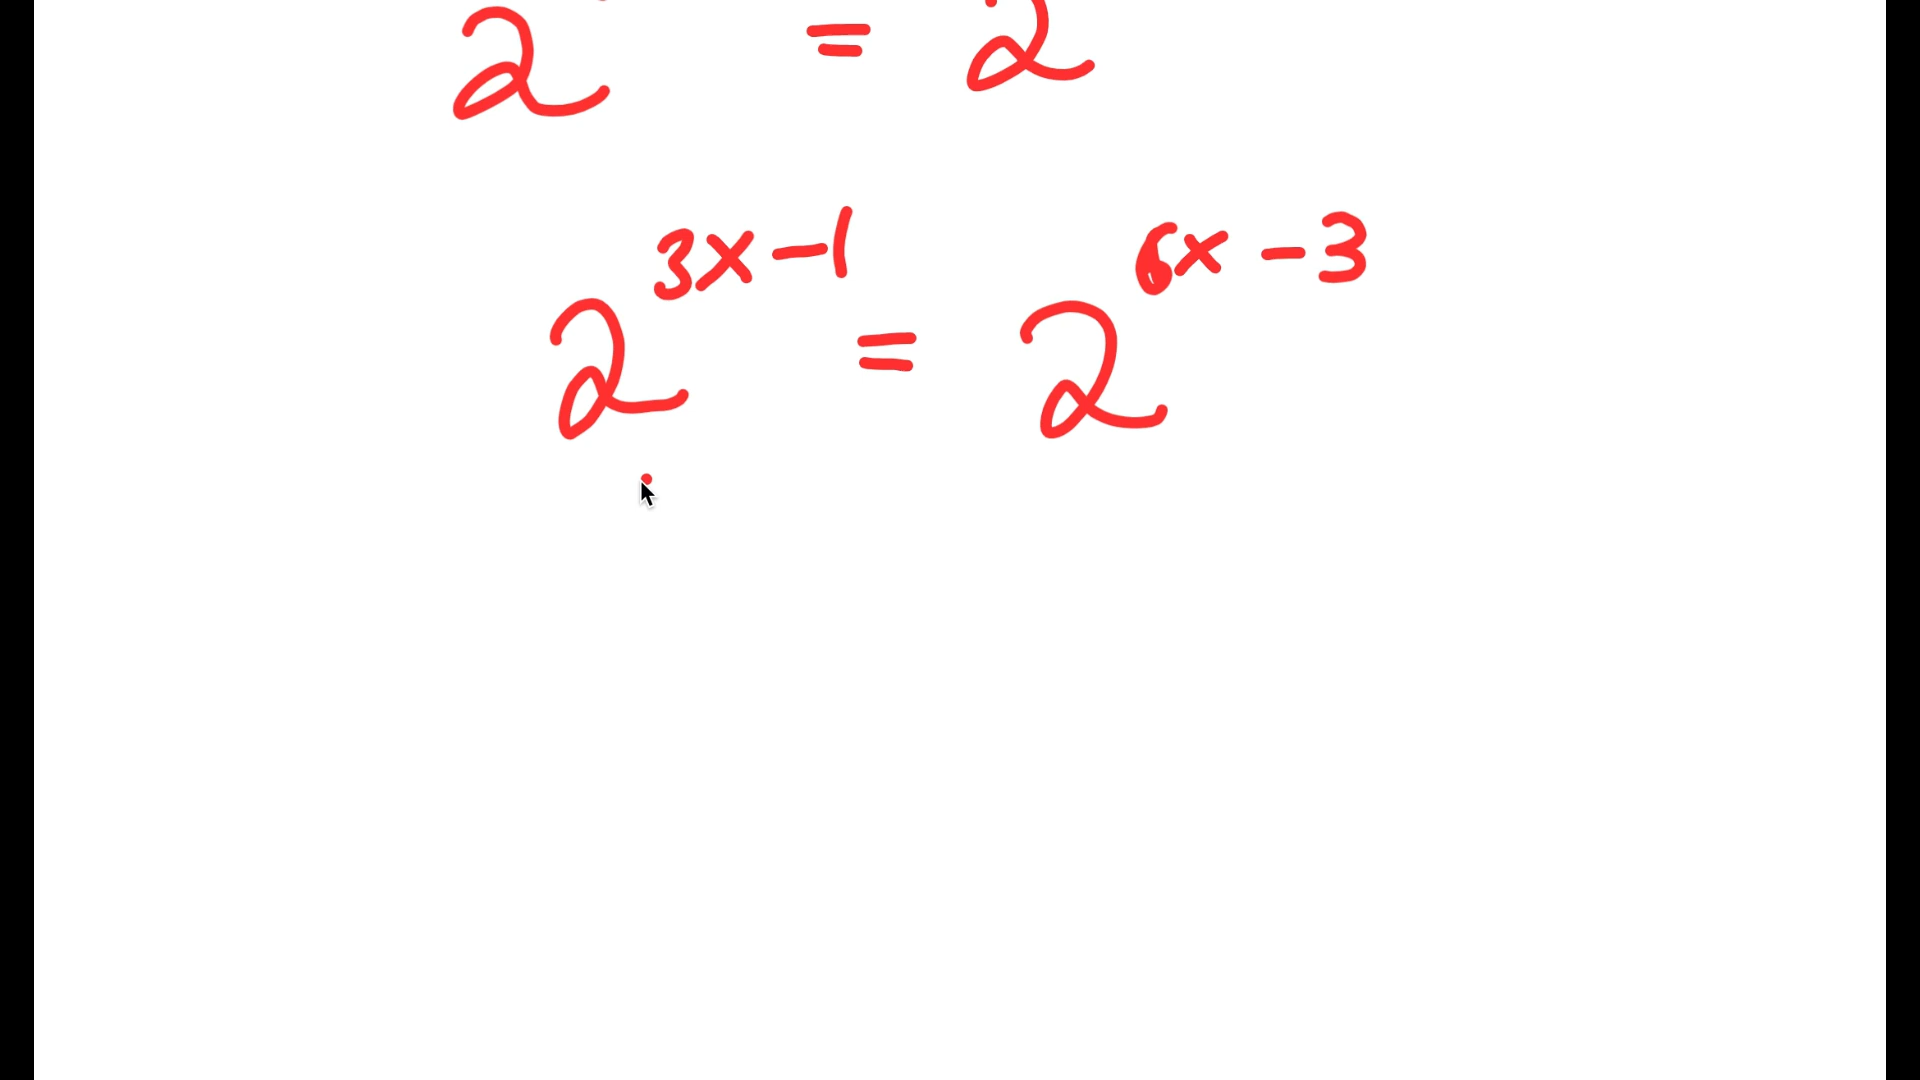 2 = 2
2^{3x-1} = 2^{6x-3}